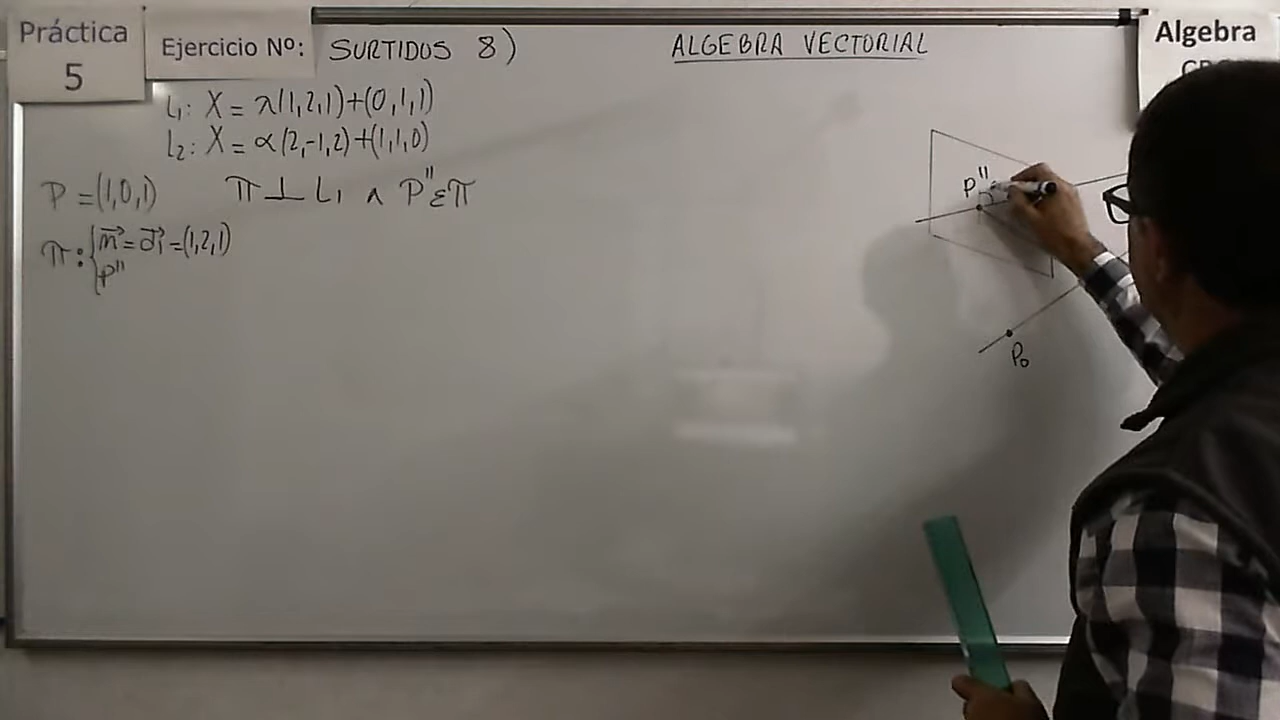 Práctica
5
Ejercicio Nº: SURTIDOS 8)
ALGEBRA VECTORIAL
Algebra
L₁: X = λ(1,2,1)+(0,1,1)
L₂: X = α(2,-1,2)+(1,1,0)
P = (1,0,1) π ⊥ L₁ ∧ P'' ε π
π: { n⃗ = d⃗₁ = (1,2,1)
P''
P''
P₀